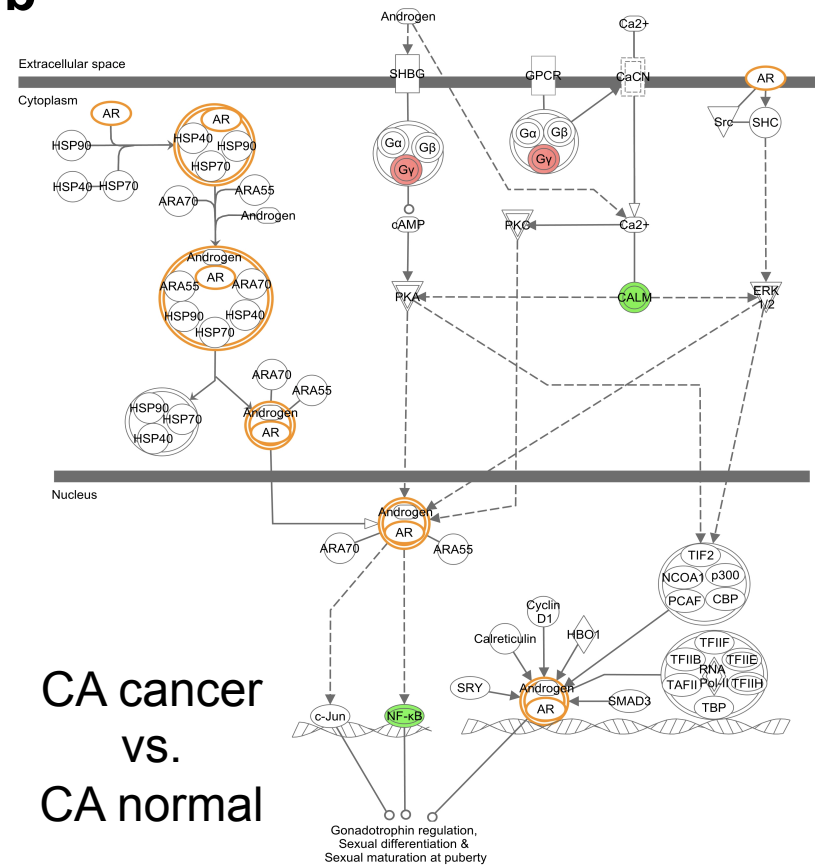 b
Androgen
Ca2+
Extracellular space
SHBG
GPCR
CaCN
AR
Cytoplasm
AR
AR
HSP40
HSP90
HSP70
HSP90
HSP40
HSP70
Gα
Gβ
Gγ
Gα
Gβ
Gγ
Src
SHC
ARA70
ARA55
Androgen
cAMP
PKC
Ca2+
Androgen
AR
ARA55
ARA70
HSP90
HSP40
HSP70
PKA
CALM
ERK
1/2
ARA70
ARA55
HSP90
HSP70
HSP40
Androgen
AR
Nucleus
Androgen
AR
ARA70
ARA55
TIF2
NCOA1
p300
PCAF
CBP
Cyclin
D1
Calreticulin
HBO1
TFIIF
TFIIB
TFIIE
RNA
Pol-II
TAFII
TFIIH
TBP
SRY
Androgen
AR
SMAD3
c-Jun
NF-κB
CA cancer
vs.
CA normal
Gonadotrophin regulation,
Sexual differentiation &
Sexual maturation at puberty